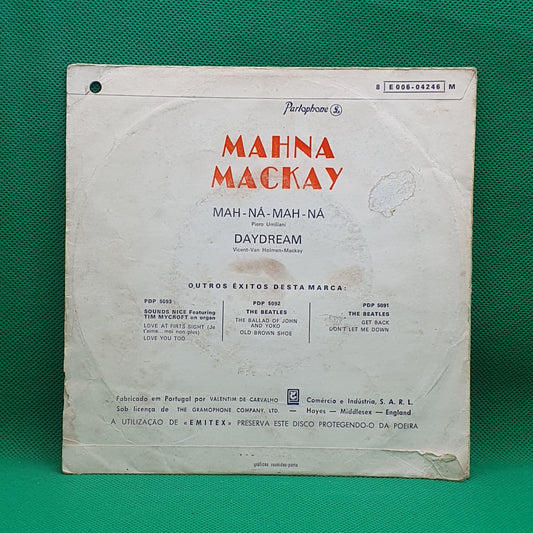 8 E 006-04246 M
Parlophone
MAHNA
MACKAY
MAH-NÁ-MAH-NÁ
Piero Umiliani
DAYDREAM
Vicent-Van Holmen-Mackay
OUTROS ÊXITOS DESTA MARCA:
PDP 5093
SOUNDS NICE Featuring
TIM MYCROFT on organ
LOVE AT FIRTS SIGHT (Je
t'aime... moi non plus)
LOVE YOU TOO
PDP 5092
THE BEATLES
THE BALLAD OF JOHN
AND YOKO
OLD BROWN SHOE
PDP 5091
THE BEATLES
GET BACK
DON'T LET ME DOWN
Fabricado em Portugal por VALENTIM DE CARVALHO Comércio e Indústria, S. A. R. L.
Sob licença de THE GRAMOPHONE COMPANY, LTD. — Hayes — Middlesex — England
A UTILIZAÇÃO DE «EMITEX» PRESERVA ESTE DISCO PROTEGENDO-O DA POEIRA
gráficas reunidas-porto